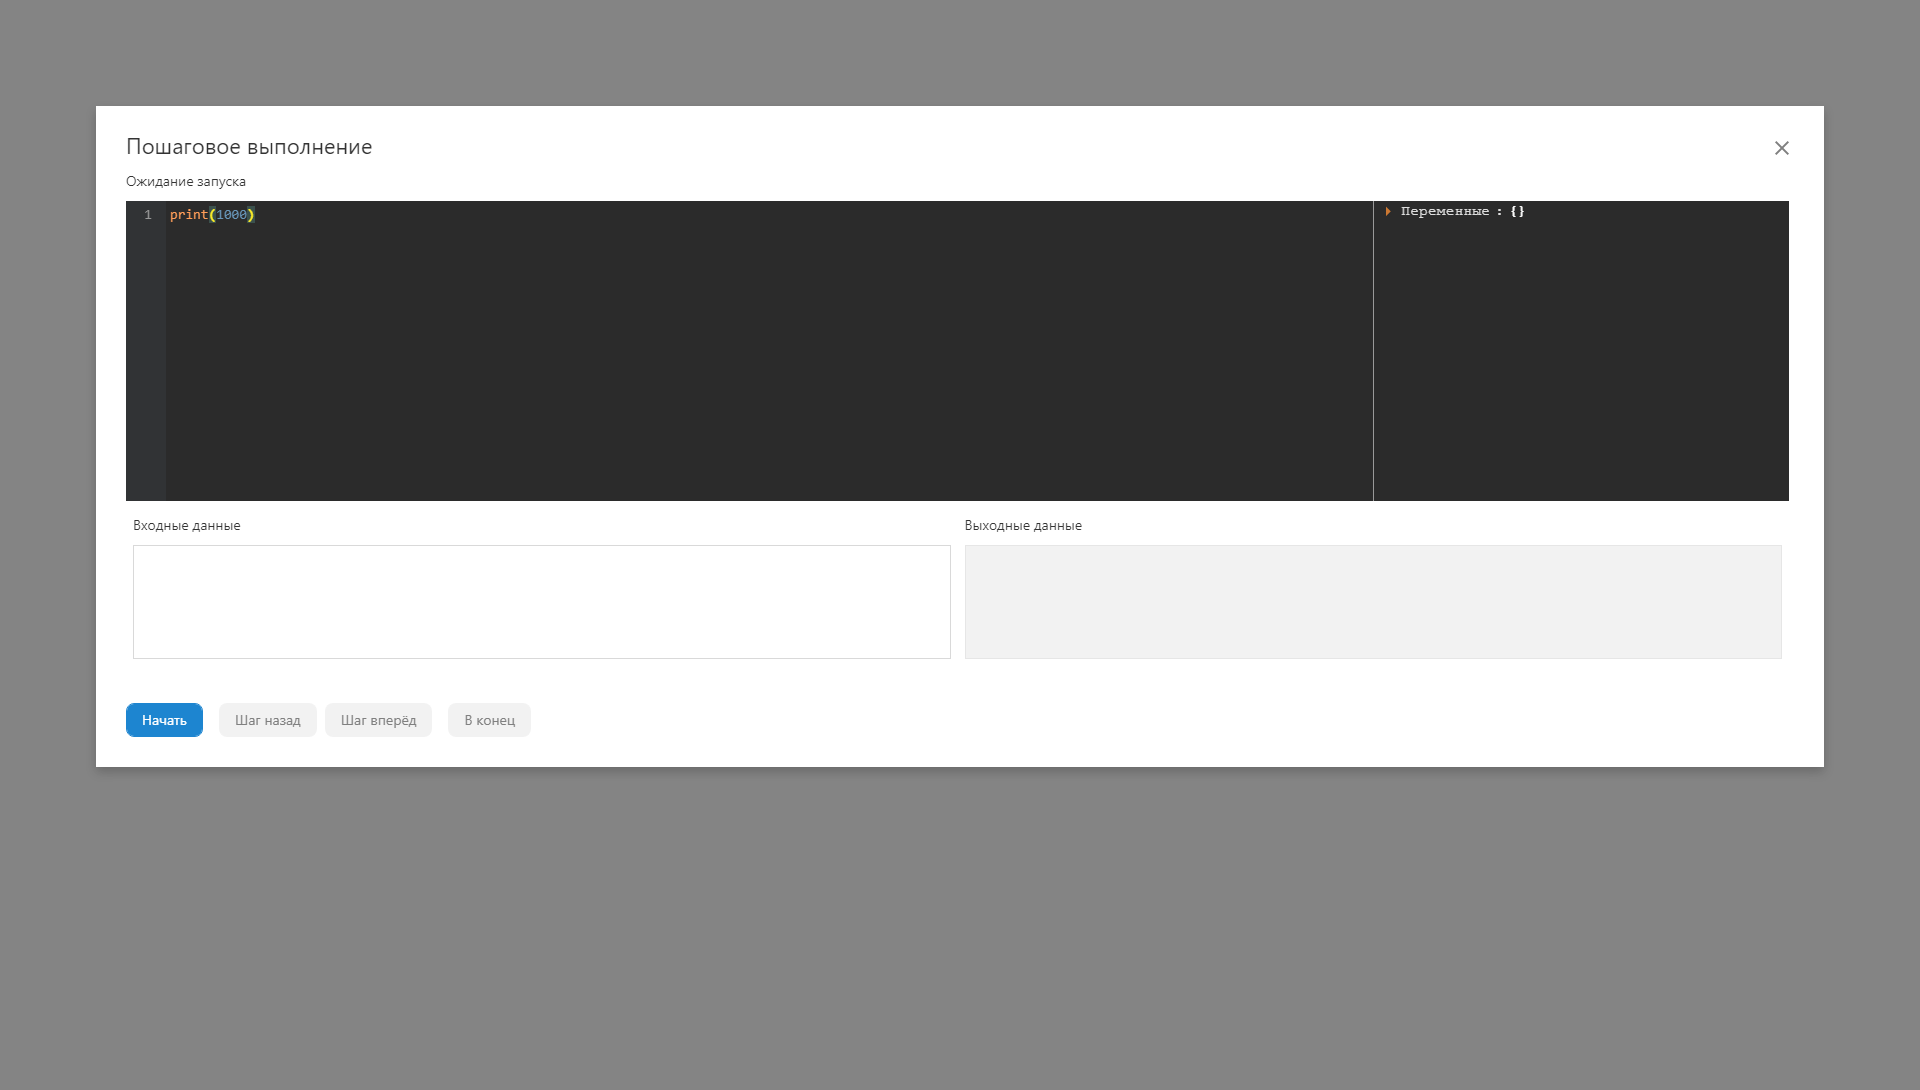 Пошаговое выполнение
Ожидание запуска
1 print(1000)
Переменные : {}
Входные данные
Выходные данные
Начать
Шаг назад
Шаг вперёд
В конец